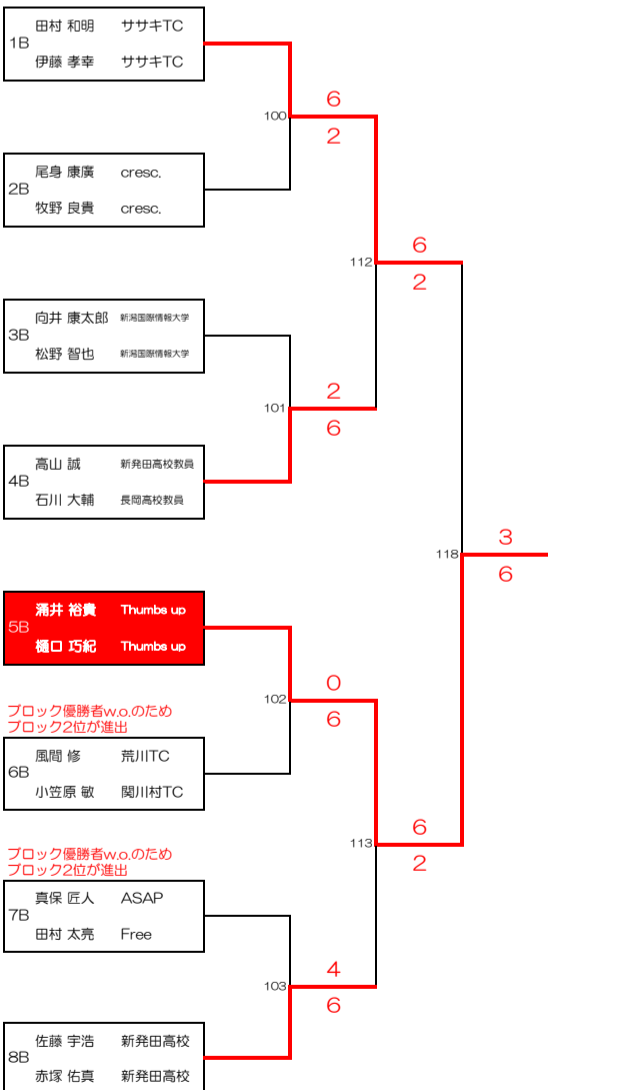 1B
田村 和明 ササキTC
伊藤 孝幸 ササキTC
100
6
2
2B
尾身 康廣 cresc.
牧野 良貴 cresc.
112
6
2
3B
向井 康太郎 新潟国際情報大学
松野 智也 新潟国際情報大学
101
2
6
4B
高山 誠 新発田高校教員
石川 大輔 長岡高校教員
118
3
6
5B
涌井 裕貴 Thumbs up
樋口 巧紀 Thumbs up
102
0
6
ブロック優勝者w.o.のため
ブロック2位が進出
6B
風間 修 荒川TC
小笠原 敏 関川村TC
113
6
2
ブロック優勝者w.o.のため
ブロック2位が進出
7B
真保 匠人 ASAP
田村 太亮 Free
103
4
6
8B
佐藤 宇浩 新発田高校
赤塚 佑真 新発田高校